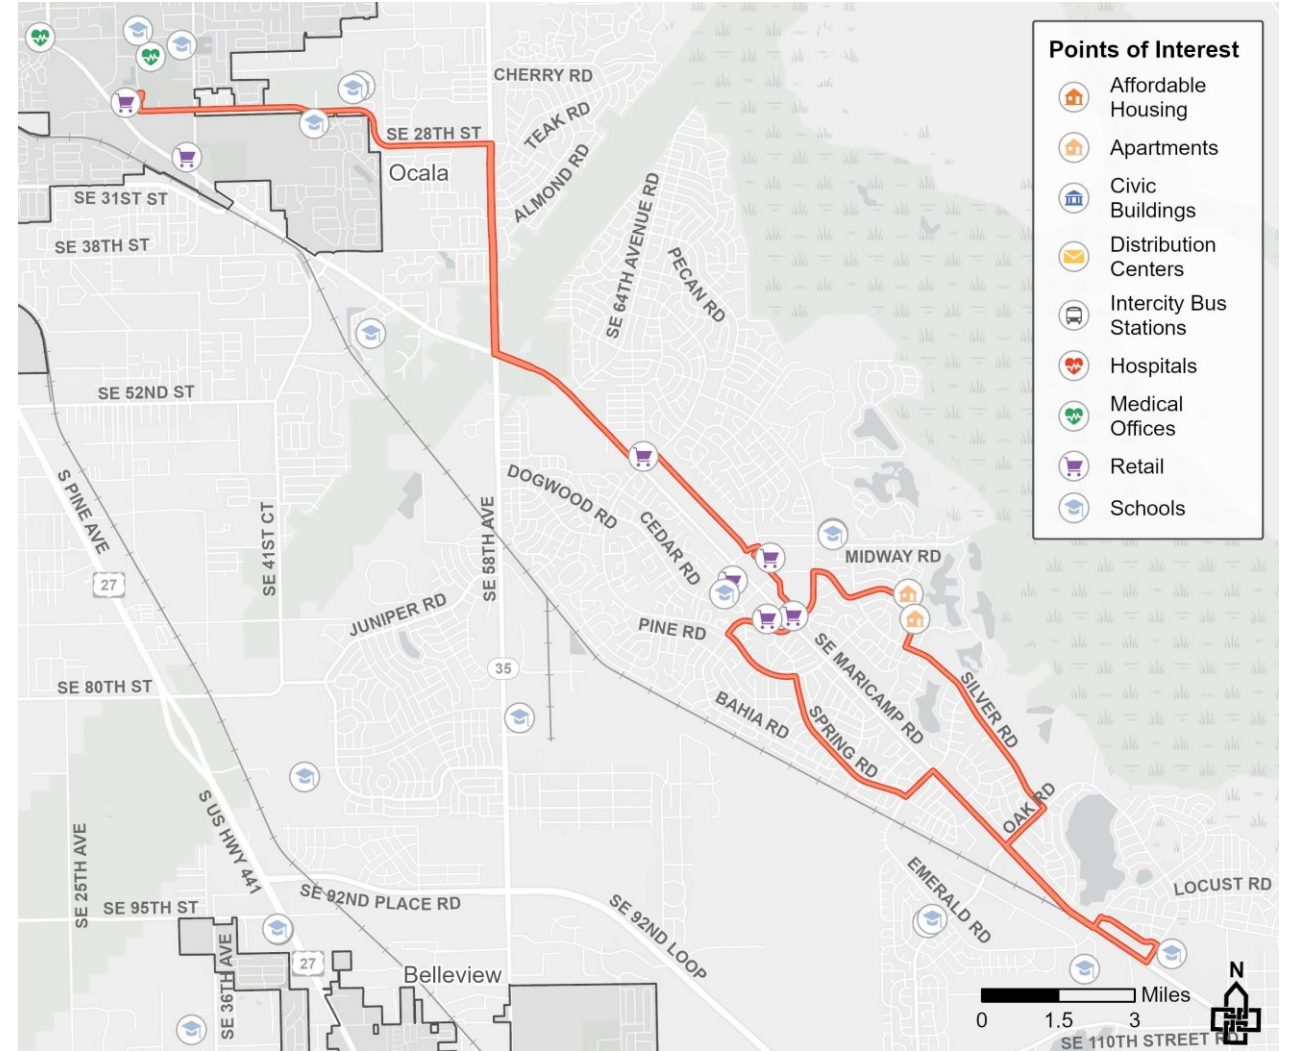 Points of Interest
Affordable
Housing
Apartments
Civic
Buildings
Distribution
Centers
Intercity Bus
Stations
Hospitals
Medical
Offices
Retail
Schools
CHERRY RD
TEAK RD
SE 28TH ST
Ocala
ALMOND RD
SE 31ST ST
SE 64TH AVENUE RD
SE 38TH ST
PECAN RD
SE 52ND ST
S PINE AVE
DOGWOOD RD
CEDAR RD
SE 41ST CT
SE 58TH AVE
MIDWAY RD
27
JUNIPER RD
PINE RD
SE MARICAMP RD
35
SE 80TH ST
SILVER RD
BAHIA RD
SPRING RD
OAK RD
S US HWY 441
SE 25TH AVE
EMERALD RD
LOCUST RD
SE 92ND PLACE RD
SE 95TH ST
SE 92ND LOOP
SE 36TH AVE
27
Belleview
N
Miles
0 1.5 3
SE 110TH STREET RD